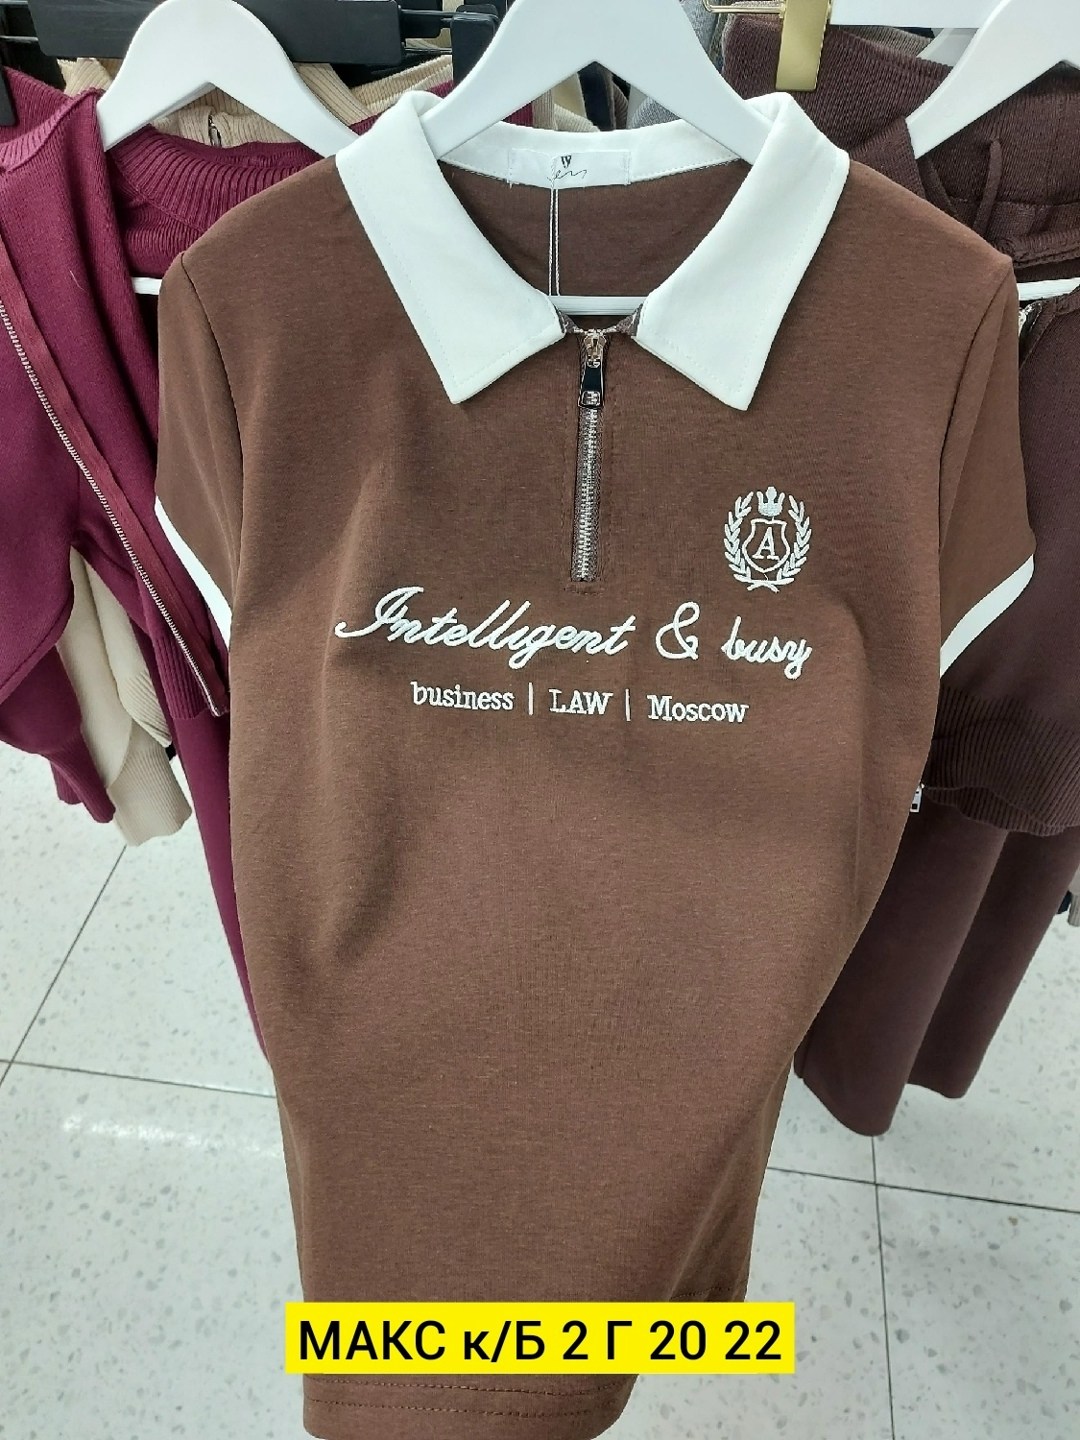 W
A
Intelligent & busy
business | LAW | Moscow
МАКС к/Б 2 Г 20 22